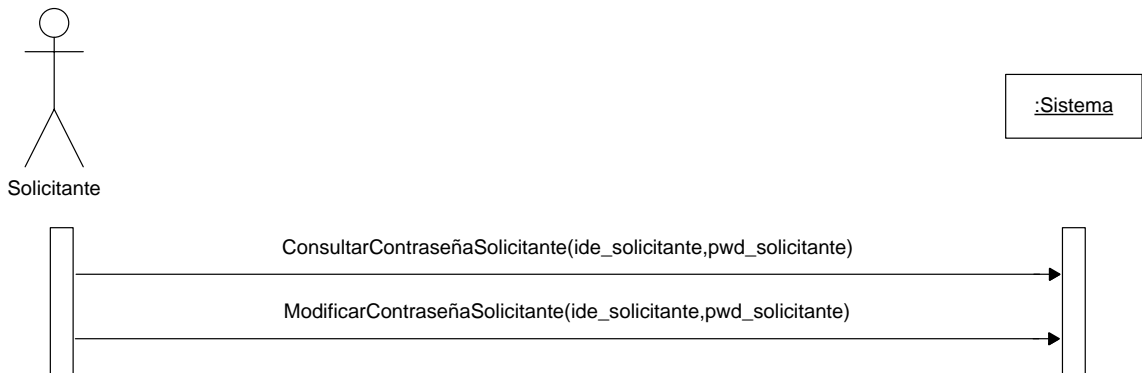 :Sistema
Solicitante
ConsultarContraseñaSolicitante(ide_solicitante,pwd_solicitante)
ModificarContraseñaSolicitante(ide_solicitante,pwd_solicitante)